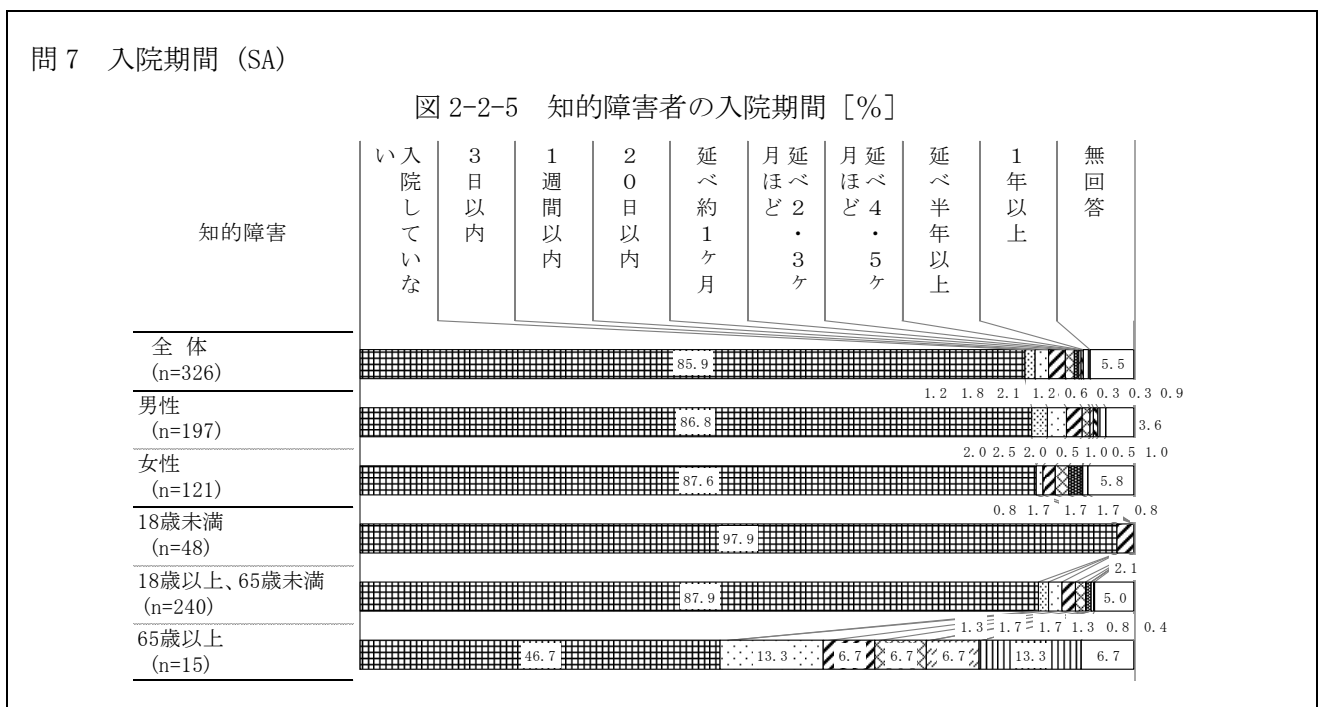 問7 入院期間 (SA)
図2-2-5 知的障害者の入院期間［%］
知的障害
入院していない
3日以内
1週間以内
20日以内
延べ約1ケ月
延べ2・3ケ月ほど
延べ4・5ケ月ほど
延べ半年以上
1年以上
無回答
全 体
(n=326)
85.9
5.5
1.2 1.8 2.1 1.2 0.6 0.3 0.3 0.9
男性
(n=197)
86.8
3.6
2.0 2.5 2.0 0.5 1.0 0.5 1.0
女性
(n=121)
87.6
5.8
0.8 1.7 1.7 1.7 0.8
18歳未満
(n=48)
97.9
2.1
18歳以上、65歳未満
(n=240)
87.9
5.0
1.3 1.7 1.7 1.3 0.8 0.4
65歳以上
(n=15)
46.7
13.3
6.7
6.7
6.7
13.3
6.7